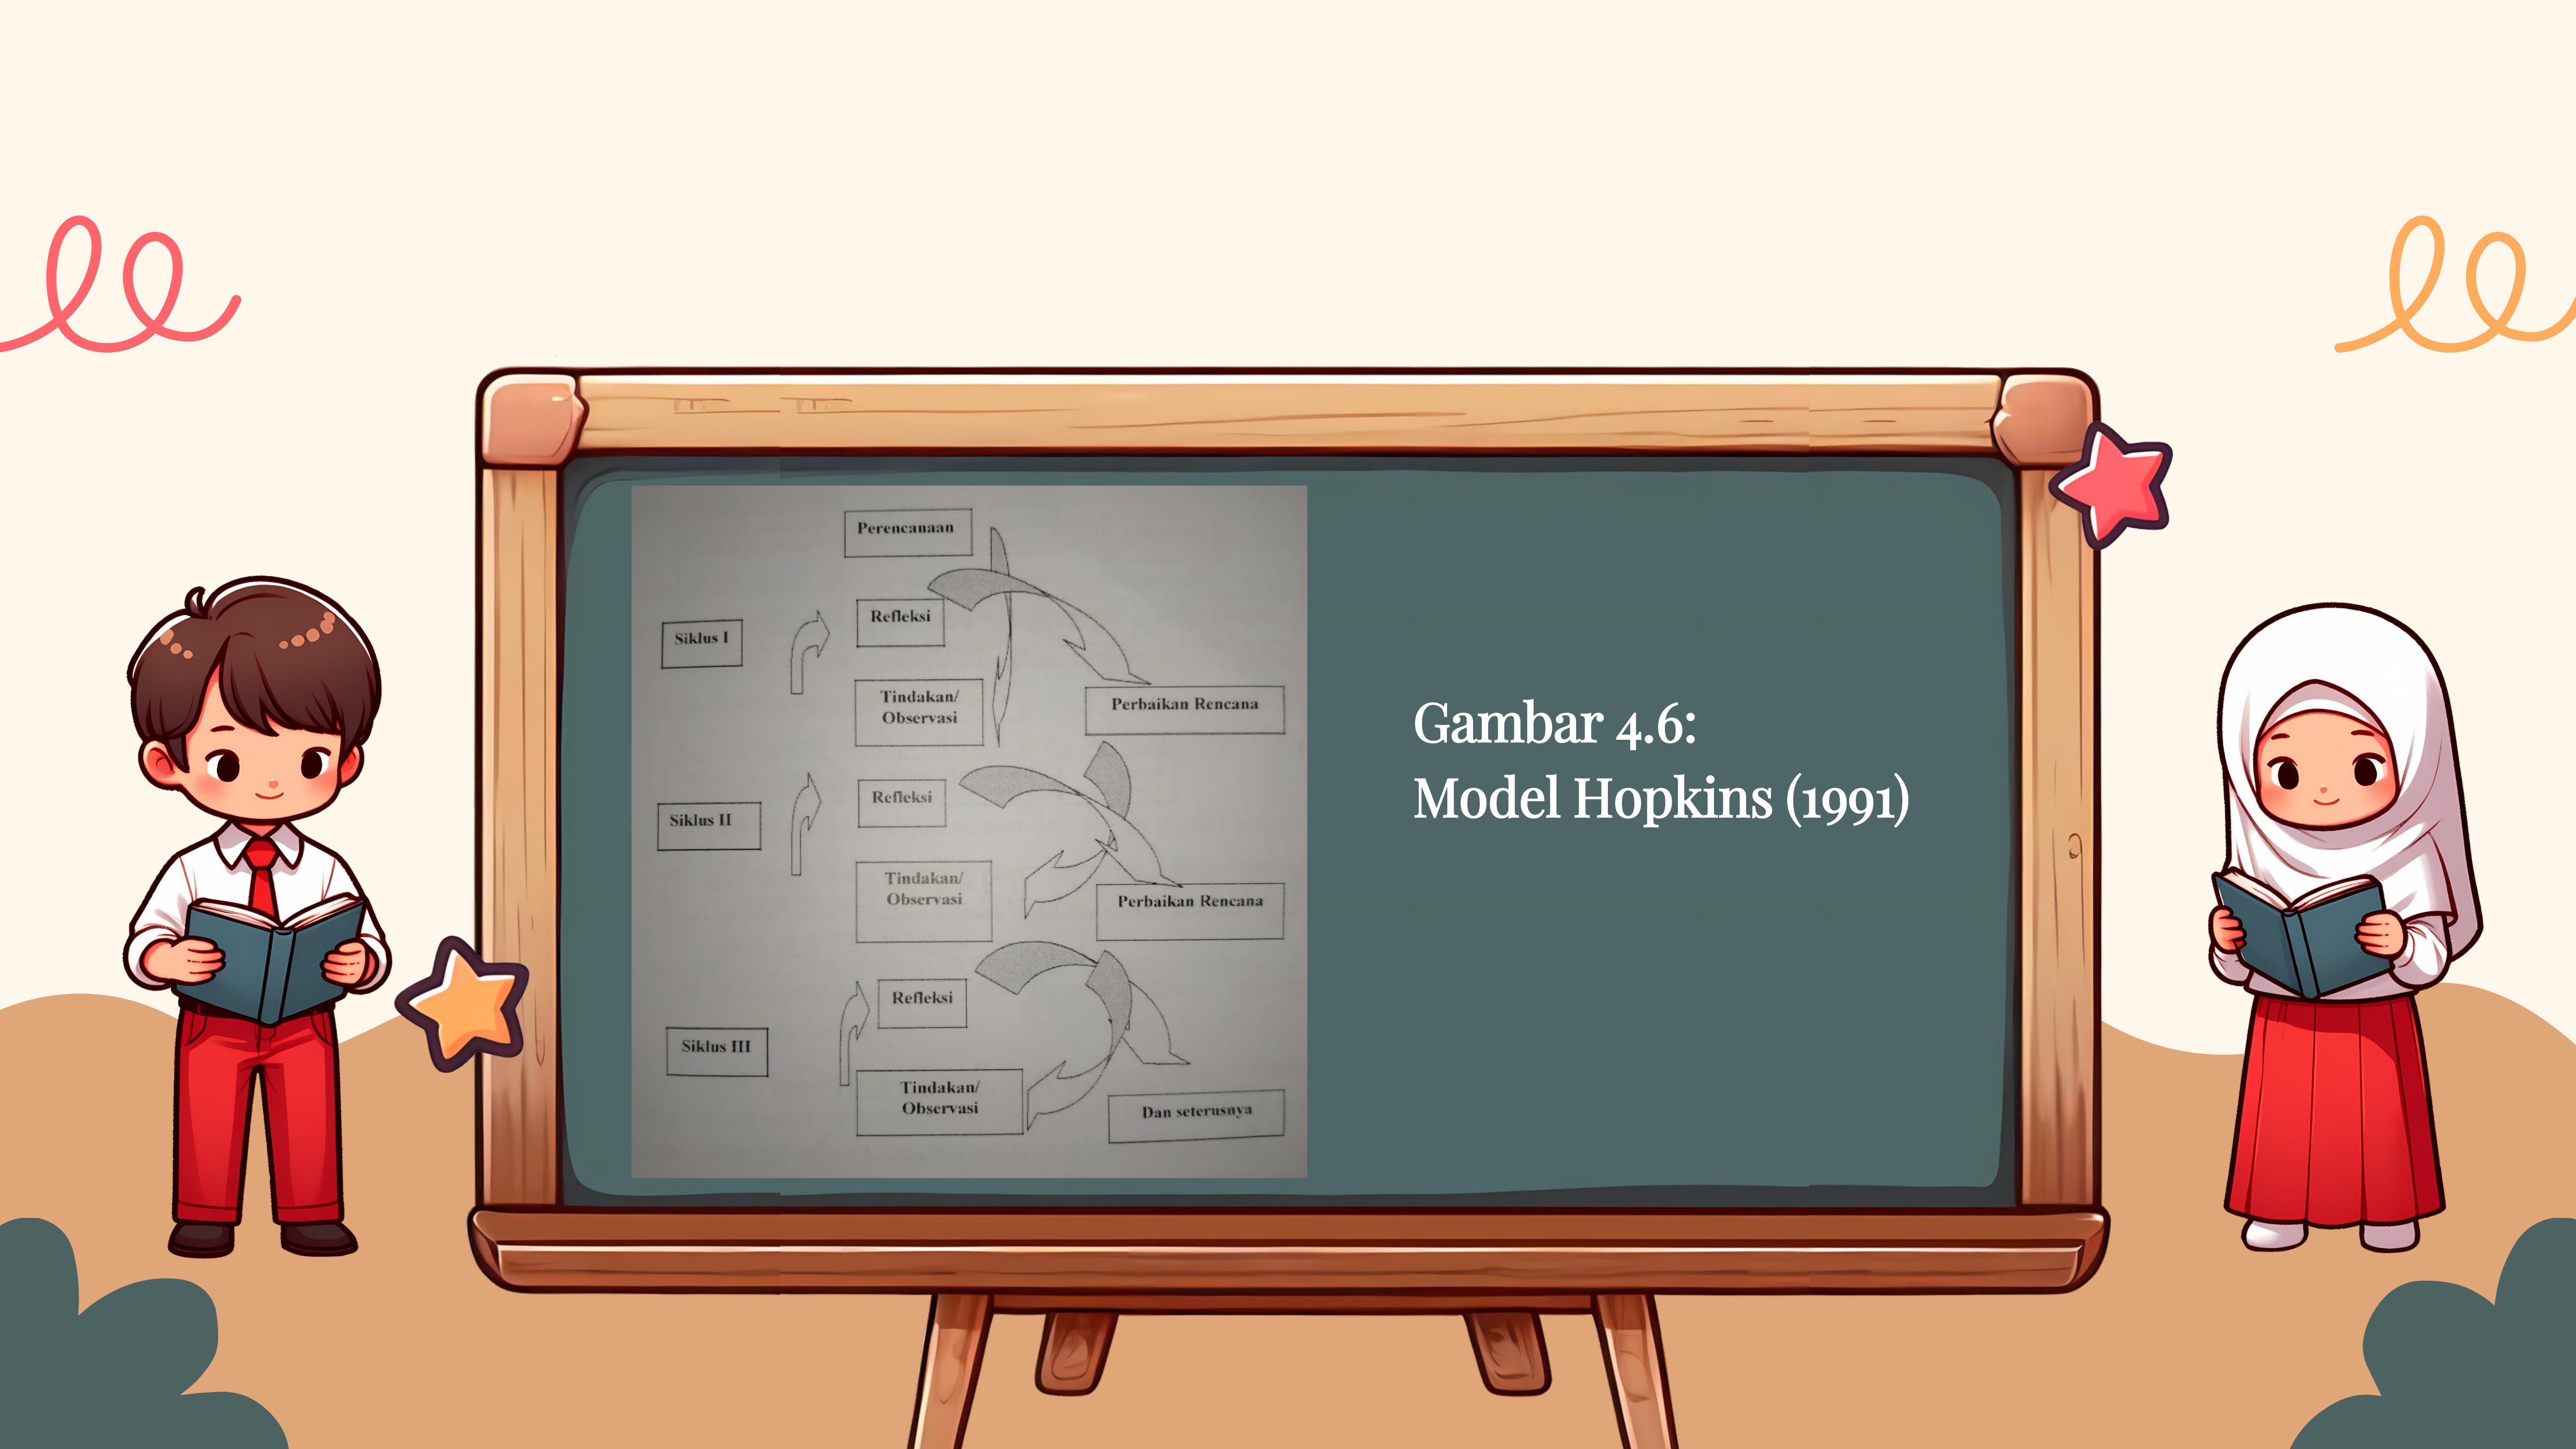 Perencanaan
Siklus I
Refleksi
Tindakan/
Observasi
Perbaikan Rencana
Siklus II
Refleksi
Tindakan/
Observasi
Perbaikan Rencana
Siklus III
Refleksi
Tindakan/
Observasi
Dan seterusnya
Gambar 4.6:
Model Hopkins (1991)